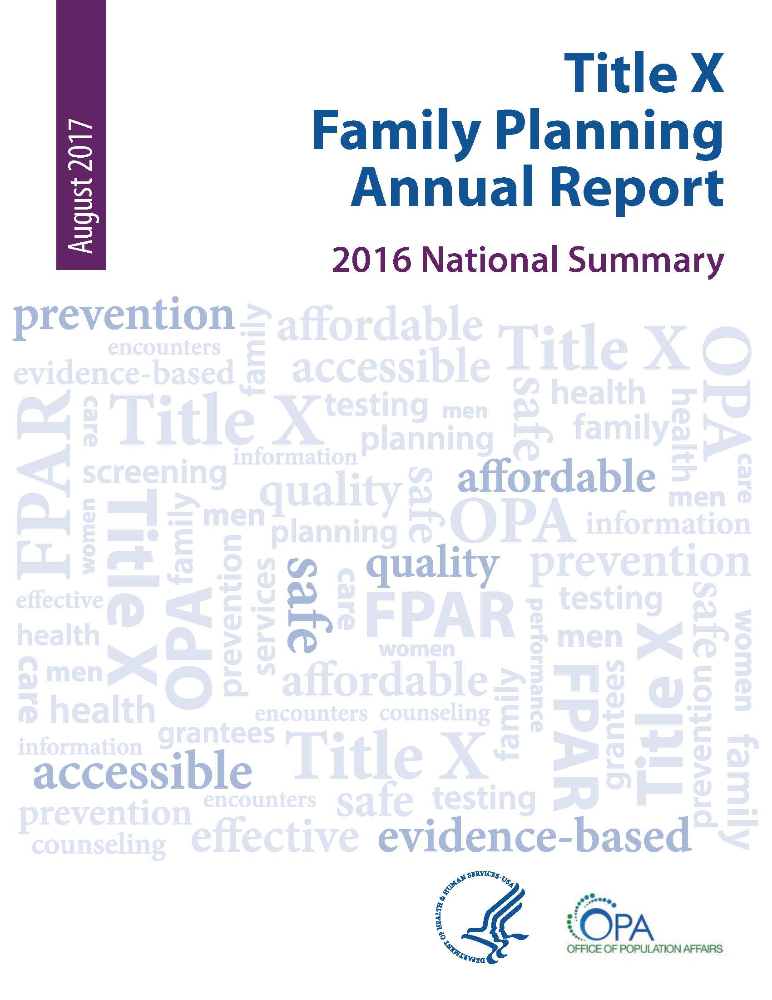 August 2017
Title X
Family Planning
Annual Report
2016 National Summary
prevention
family
affordable
Title X
OPA
encounters
evidence-based
accessible
FPAR
care
Title X
testing
men
safe
health
health
planning
family
information
screening
quality
safe
affordable
care
men
women
Title X
family
men
planning
OPA
information
prevention
services
safe
care
quality
prevention
effective
OPA
FPAR
performance
testing
safe
women
health
women
men
Title X
care
men
affordable
family
FPAR
grantees
prevention
health
encounters
counseling
grantees
information
Title X
family
accessible
encounters
safe
testing
prevention
effective
evidence-based
counseling
DEPARTMENT OF HEALTH & HUMAN SERVICES·USA
OPA
OFFICE OF POPULATION AFFAIRS